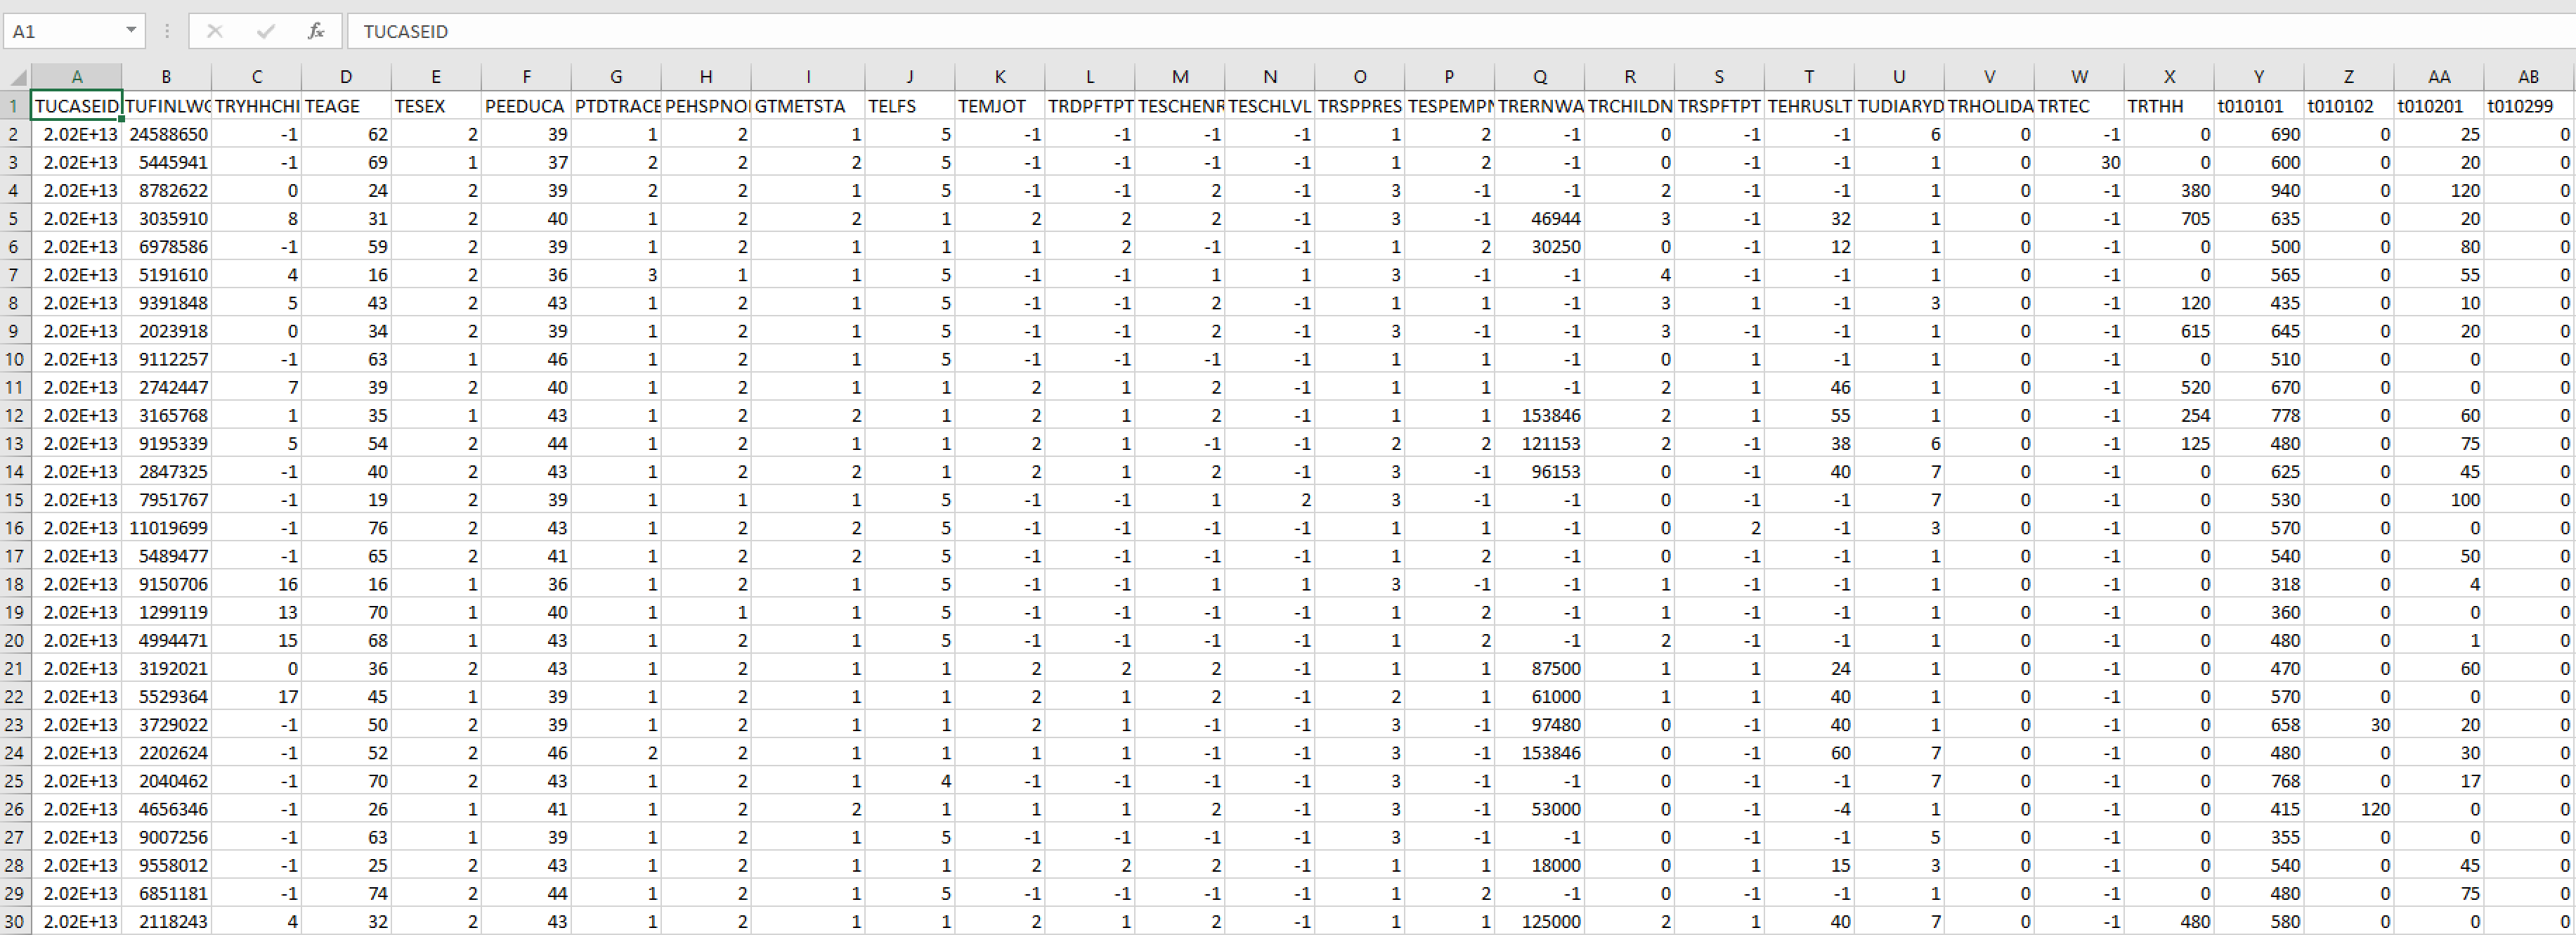 A1 fx TUCASEID
A B C D E F G H I J K L M N O P Q R S T U V W X Y Z AA AB
1 TUCASEID TUFINLWG TRYHHCHI TEAGE TESEX PEEDUCA PTDTRACE PEHSPNO GTMETSTA TELFS TEMJOT TRDPFTPT TESCHENR TESCHLVL TRSPPRES TESPEMPN TRERNWA TRCHILDN TRSPFTPT TEHRUSLT TUDIARYD TRHOLIDA TRTEC TRTHH t010101 t010102 t010201 t010299
2 2.02E+13 24588650 -1 62 2 39 1 2 1 5 -1 -1 -1 -1 1 2 -1 0 -1 -1 6 0 -1 0 690 0 25 0
3 2.02E+13 5445941 -1 69 1 37 2 2 2 5 -1 -1 -1 -1 1 2 -1 0 -1 -1 1 0 30 0 600 0 20 0
4 2.02E+13 8782622 0 24 2 39 2 2 1 5 -1 -1 2 -1 3 -1 -1 2 -1 -1 1 0 -1 380 940 0 120 0
5 2.02E+13 3035910 8 31 2 40 1 2 2 1 2 2 2 -1 3 -1 46944 3 -1 32 1 0 -1 705 635 0 20 0
6 2.02E+13 6978586 -1 59 2 39 1 2 1 1 1 2 -1 -1 1 2 30250 0 -1 12 1 0 -1 0 500 0 80 0
7 2.02E+13 5191610 4 16 2 36 3 1 1 5 -1 -1 1 1 3 -1 -1 4 -1 -1 1 0 -1 0 565 0 55 0
8 2.02E+13 9391848 5 43 2 43 1 2 1 5 -1 -1 2 -1 1 1 -1 3 1 -1 3 0 -1 120 435 0 10 0
9 2.02E+13 2023918 0 34 2 39 1 2 1 5 -1 -1 2 -1 3 -1 -1 3 -1 -1 1 0 -1 615 645 0 20 0
10 2.02E+13 9112257 -1 63 1 46 1 2 1 5 -1 -1 -1 -1 1 1 -1 0 1 -1 1 0 -1 0 510 0 0 0
11 2.02E+13 2742447 7 39 2 40 1 2 1 1 2 1 2 -1 1 1 -1 2 1 46 1 0 -1 520 670 0 0 0
12 2.02E+13 3165768 1 35 1 43 1 2 2 1 2 1 2 -1 1 1 153846 2 1 55 1 0 -1 254 778 0 60 0
13 2.02E+13 9195339 5 54 2 44 1 2 1 1 2 1 -1 -1 2 2 121153 2 -1 38 6 0 -1 125 480 0 75 0
14 2.02E+13 2847325 -1 40 2 43 1 2 2 1 2 1 2 -1 3 -1 96153 0 -1 40 7 0 -1 0 625 0 45 0
15 2.02E+13 7951767 -1 19 2 39 1 1 1 5 -1 -1 1 2 3 -1 -1 0 -1 -1 7 0 -1 0 530 0 100 0
16 2.02E+13 11019699 -1 76 2 43 1 2 2 5 -1 -1 -1 -1 1 1 -1 0 2 -1 3 0 -1 0 570 0 0 0
17 2.02E+13 5489477 -1 65 2 41 1 2 2 5 -1 -1 -1 -1 1 2 -1 0 -1 -1 1 0 -1 0 540 0 50 0
18 2.02E+13 9150706 16 16 1 36 1 2 1 5 -1 -1 1 1 3 -1 -1 1 -1 -1 1 0 -1 0 318 0 4 0
19 2.02E+13 1299119 13 70 1 40 1 1 1 5 -1 -1 -1 -1 1 2 -1 1 -1 -1 1 0 -1 0 360 0 0 0
20 2.02E+13 4994471 15 68 1 43 1 2 1 5 -1 -1 -1 -1 1 2 -1 2 -1 -1 1 0 -1 0 480 0 1 0
21 2.02E+13 3192021 0 36 2 43 1 2 1 1 2 2 2 -1 1 1 87500 1 1 24 1 0 -1 0 470 0 60 0
22 2.02E+13 5529364 17 45 1 39 1 2 1 1 2 1 2 -1 2 1 61000 1 1 40 1 0 -1 0 570 0 0 0
23 2.02E+13 3729022 -1 50 2 39 1 2 1 1 2 1 -1 -1 3 -1 97480 0 -1 40 1 0 -1 0 658 30 20 0
24 2.02E+13 2202624 -1 52 2 46 2 2 1 1 1 1 -1 -1 3 -1 153846 0 -1 60 7 0 -1 0 480 0 30 0
25 2.02E+13 2040462 -1 70 2 43 1 2 1 4 -1 -1 -1 -1 3 -1 -1 0 -1 -1 7 0 -1 0 768 0 17 0
26 2.02E+13 4656346 -1 26 1 41 1 2 2 1 1 1 2 -1 3 -1 53000 0 -1 -4 1 0 -1 0 415 120 0 0
27 2.02E+13 9007256 -1 63 1 39 1 2 1 5 -1 -1 -1 -1 3 -1 -1 0 -1 -1 5 0 -1 0 355 0 0 0
28 2.02E+13 9558012 -1 25 2 43 1 2 1 1 2 2 2 -1 1 1 18000 0 1 15 3 0 -1 0 540 0 45 0
29 2.02E+13 6851181 -1 74 2 44 1 2 1 5 -1 -1 -1 -1 1 2 -1 0 -1 -1 1 0 -1 0 480 0 75 0
30 2.02E+13 2118243 4 32 2 43 1 2 1 1 2 1 2 -1 1 1 125000 2 1 40 7 0 -1 480 580 0 0 0